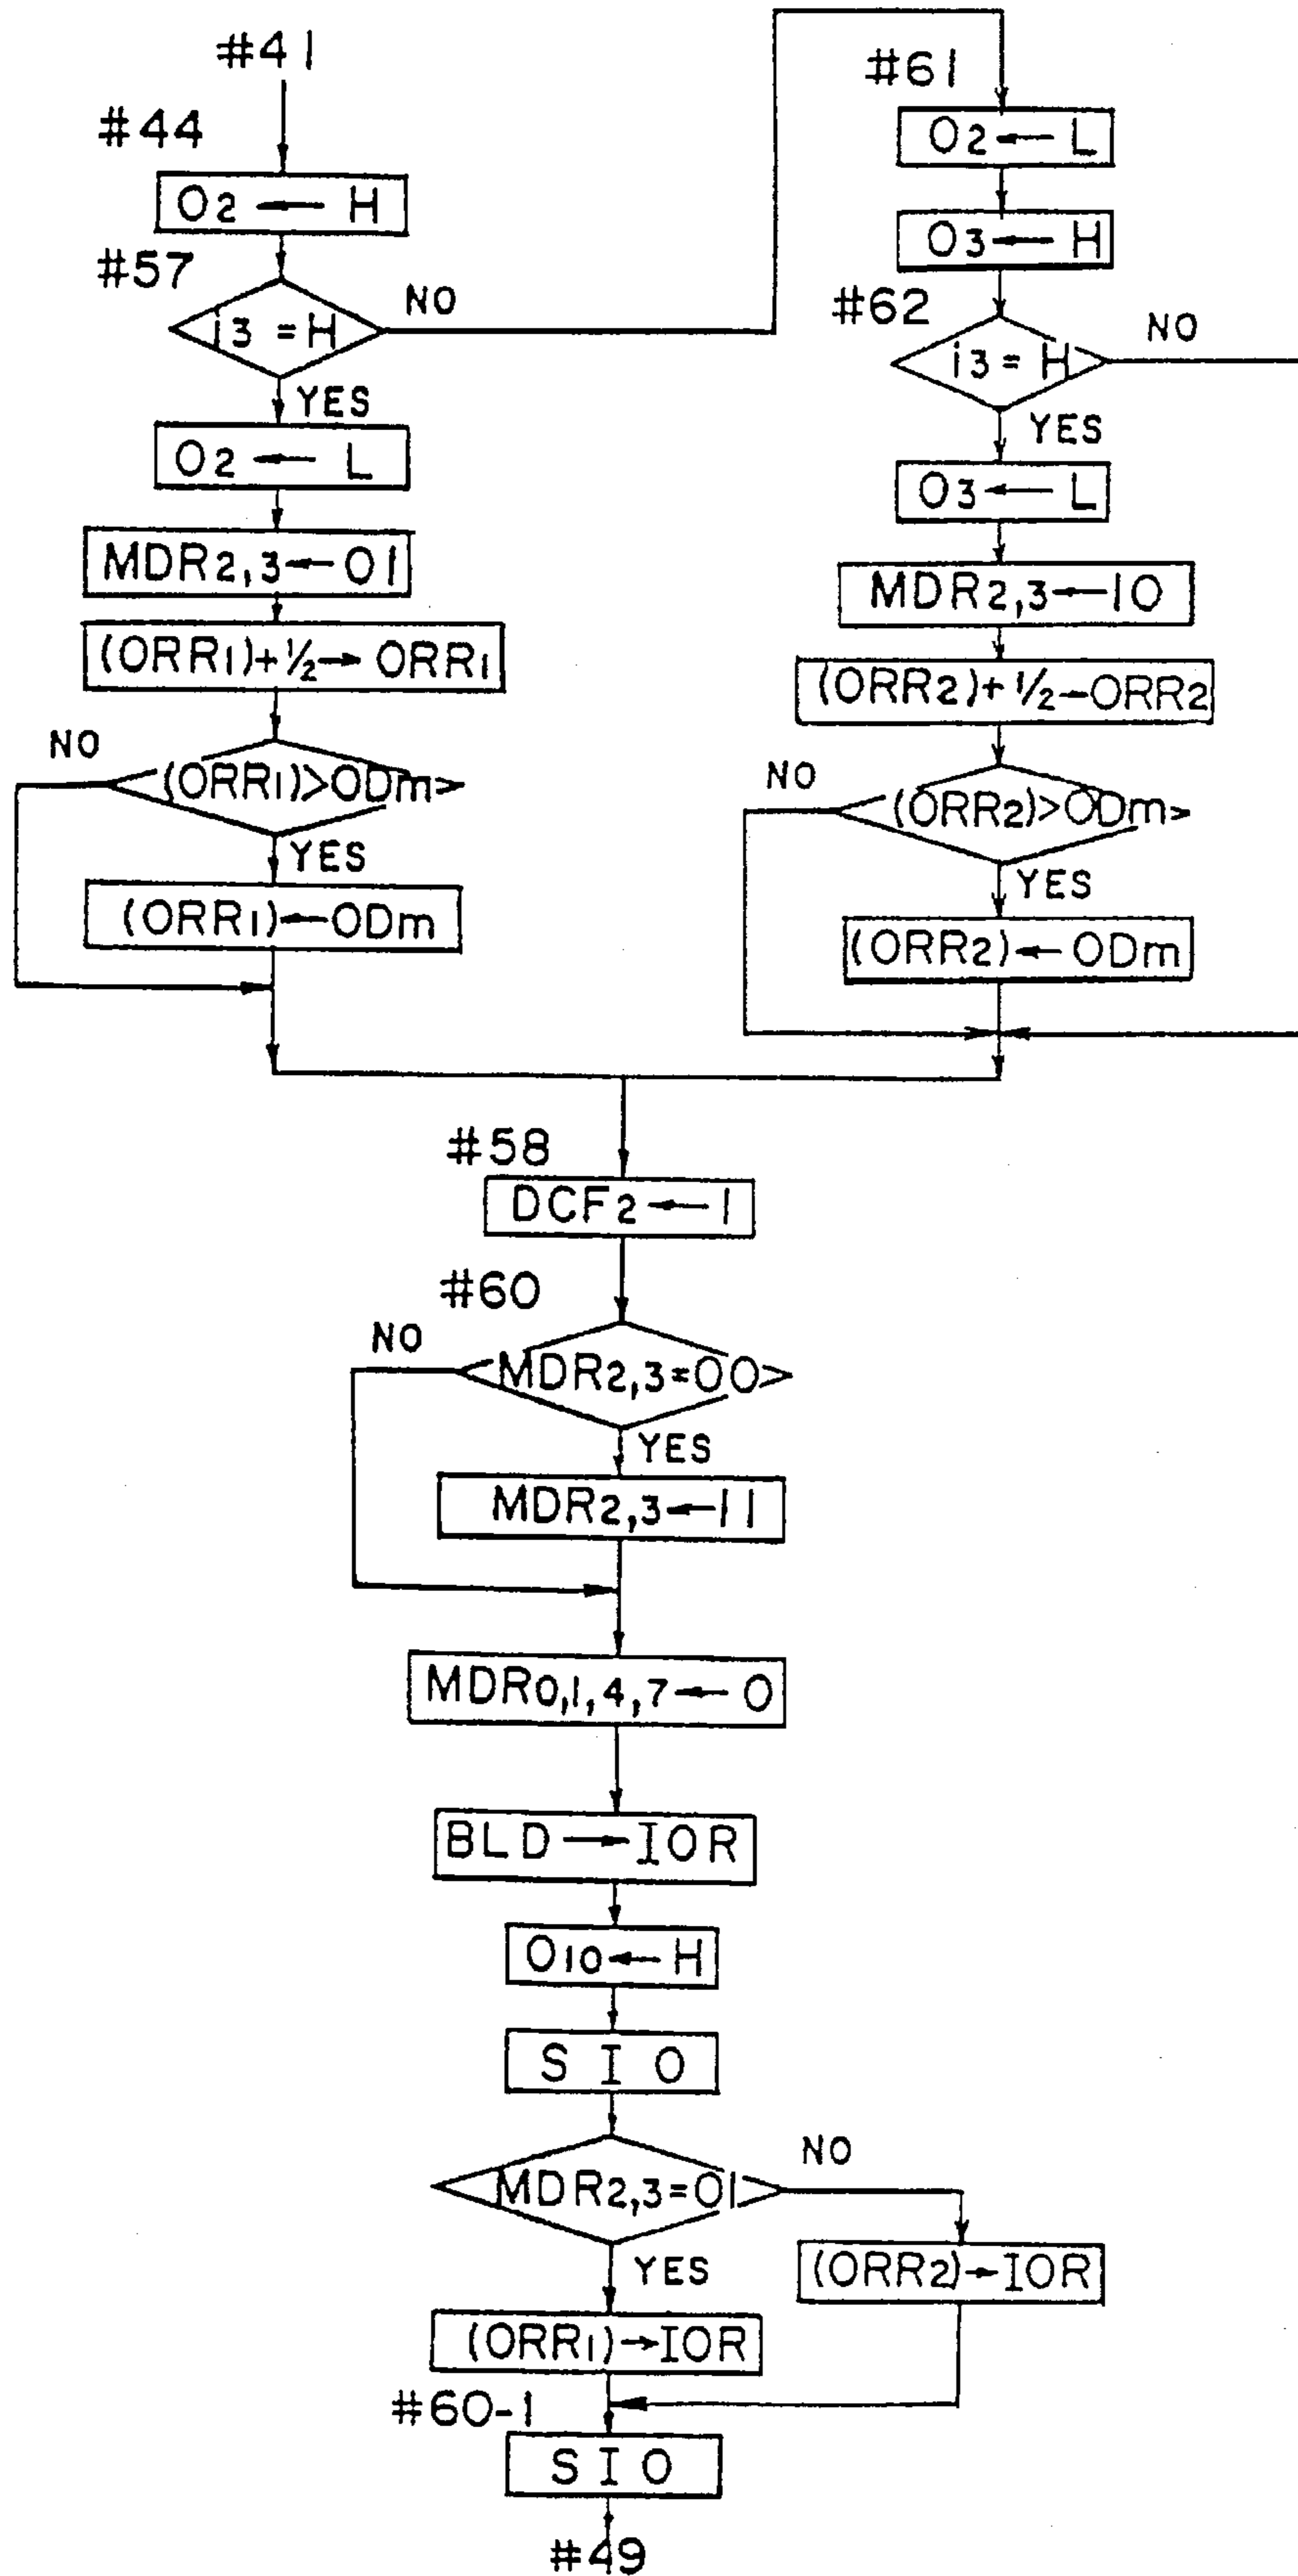 #41
#44
O2 ← H
#57
i3 = H
NO
YES
O2 ← L
MDR2,3 ← 01
(ORR1)+½ → ORR1
NO
(ORR1)>ODm
YES
(ORR1) ← ODm
#61
O2 ← L
O3 ← H
#62
i3 = H
NO
YES
O3 ← L
MDR2,3 ← 10
(ORR2)+½ – ORR2
NO
(ORR2)>ODm
YES
(ORR2) ← ODm
#58
DCF2 ← 1
#60
NO
MDR2,3=00
YES
MDR2,3 ← 11
MDR0,1,4,7 ← 0
BLD → IOR
O10 ← H
SIO
MDR2,3=01
NO
YES
(ORR2) → IOR
(ORR1) → IOR
#60-1
SIO
#49